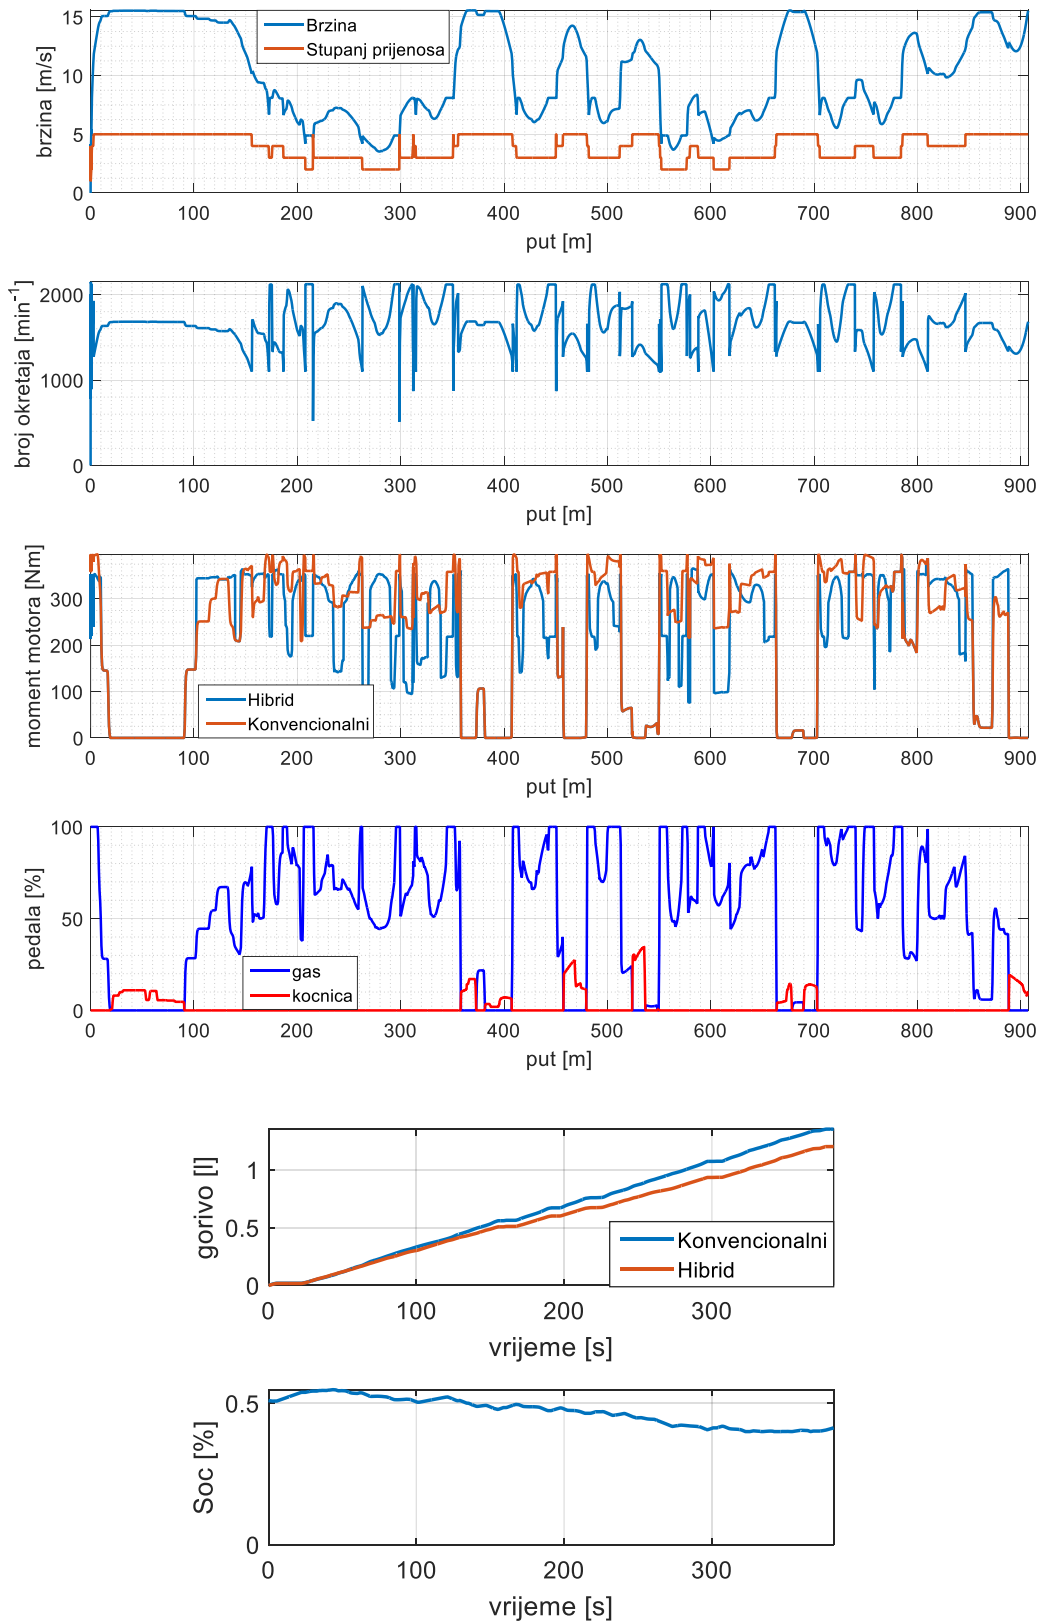 Brzina
Stupanj prijenosa
brzina [m/s]
15
10
5
0
0 100 200 300 400 500 600 700 800 900
put [m]
broj okretaja [min⁻¹]
2000
1000
0
0 100 200 300 400 500 600 700 800 900
put [m]
moment motora [Nm]
300
200
100
0
Hibrid
Konvencionalni
0 100 200 300 400 500 600 700 800 900
put [m]
pedala [%]
100
50
0
gas
kocnica
0 100 200 300 400 500 600 700 800 900
put [m]
gorivo [l]
1
0.5
0
Konvencionalni
Hibrid
0 100 200 300
vrijeme [s]
Soc [%]
0.5
0
0 100 200 300
vrijeme [s]